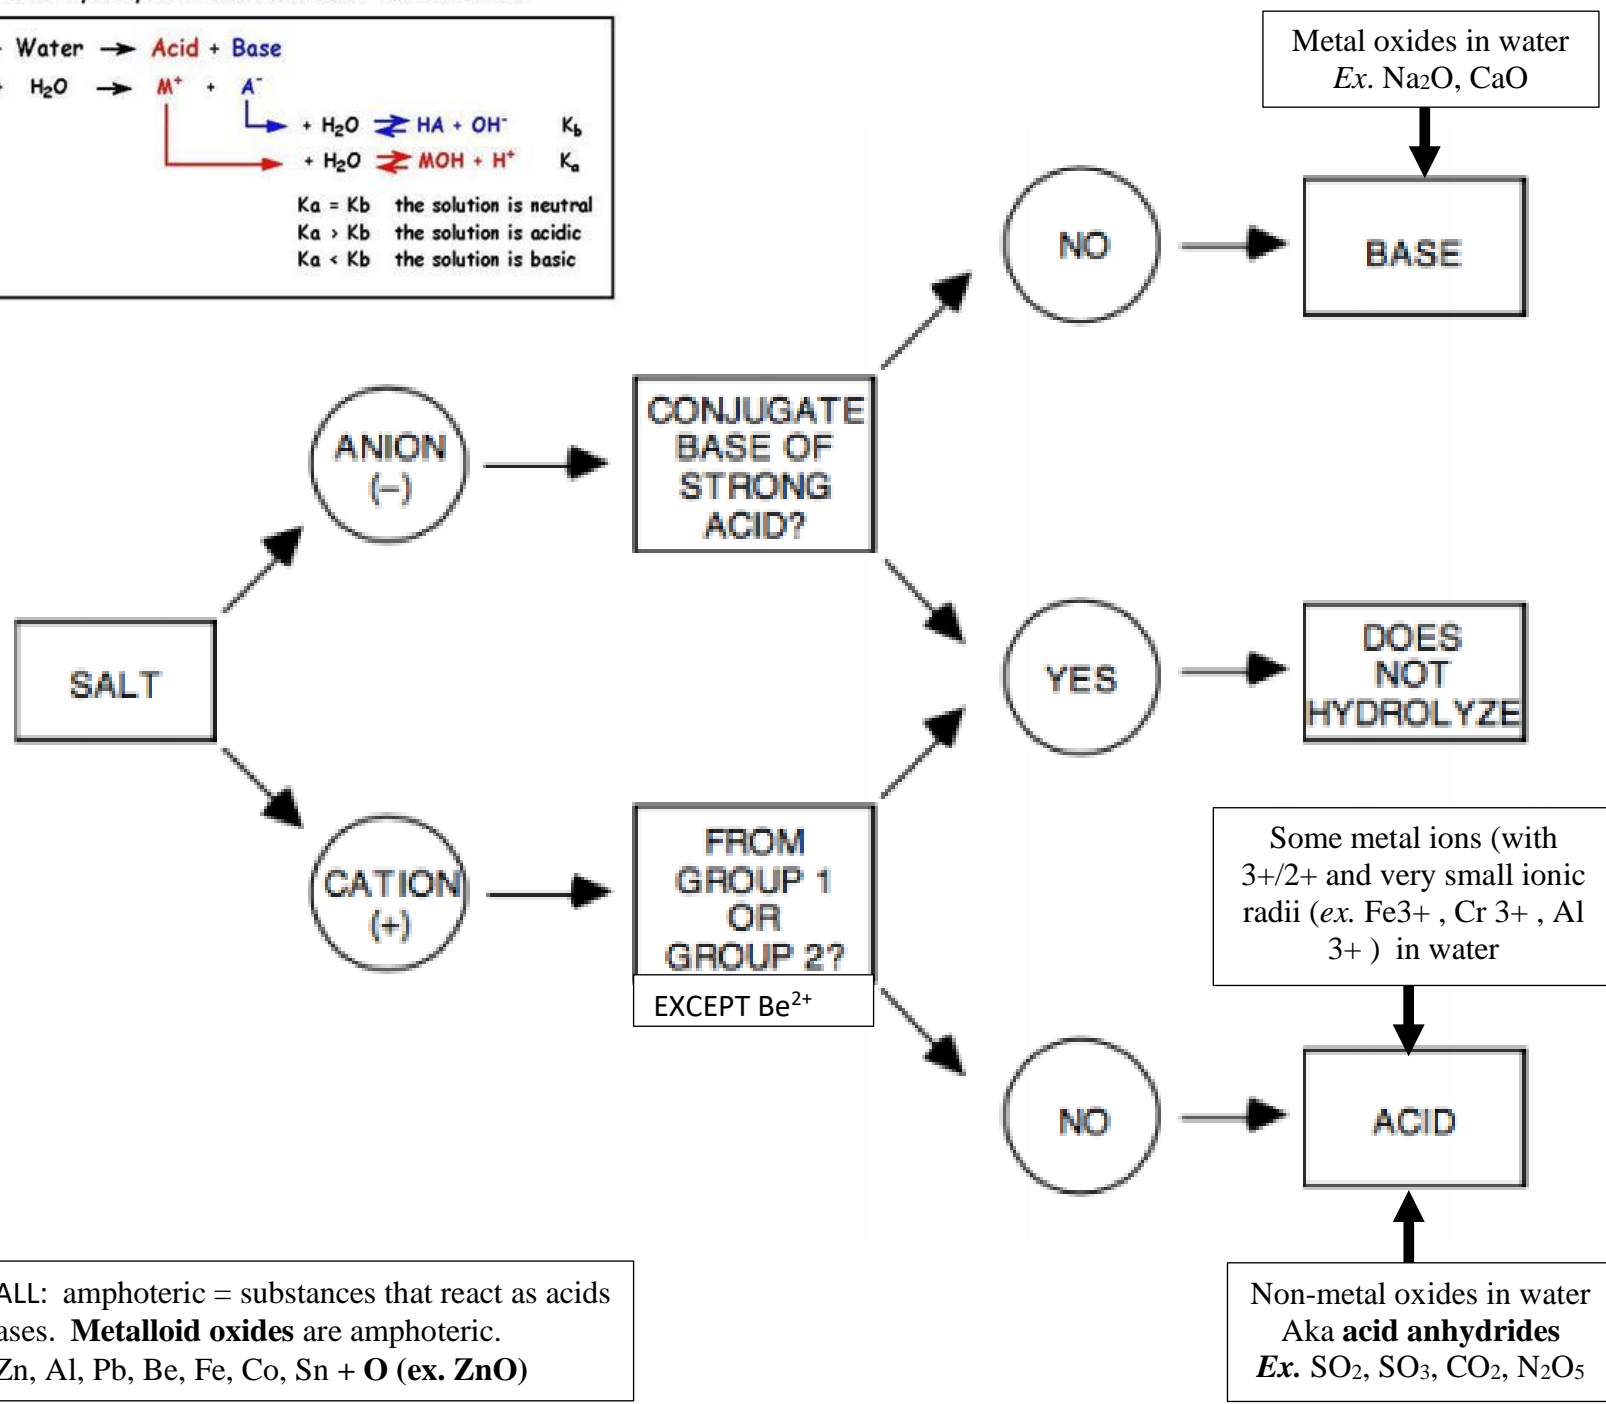 Water → Acid + Base
H₂O → M⁺ + A⁻
+ H₂O ⇄ HA + OH⁻ Kb
+ H₂O ⇄ MOH + H⁺ Ka
Ka = Kb the solution is neutral
Ka > Kb the solution is acidic
Ka < Kb the solution is basic
Metal oxides in water
Ex. Na₂O, CaO
NO
BASE
ANION
(–)
CONJUGATE
BASE OF
STRONG
ACID?
SALT
YES
DOES
NOT
HYDROLYZE
CATION
(+)
FROM
GROUP 1
OR
GROUP 2?
EXCEPT Be²⁺
Some metal ions (with
3+/2+ and very small ionic
radii (ex. Fe3+ , Cr 3+ , Al
3+ ) in water
NO
ACID
ALL: amphoteric = substances that react as acids
ases. Metalloid oxides are amphoteric.
Zn, Al, Pb, Be, Fe, Co, Sn + O (ex. ZnO)
Non-metal oxides in water
Aka acid anhydrides
Ex. SO₂, SO₃, CO₂, N₂O₅